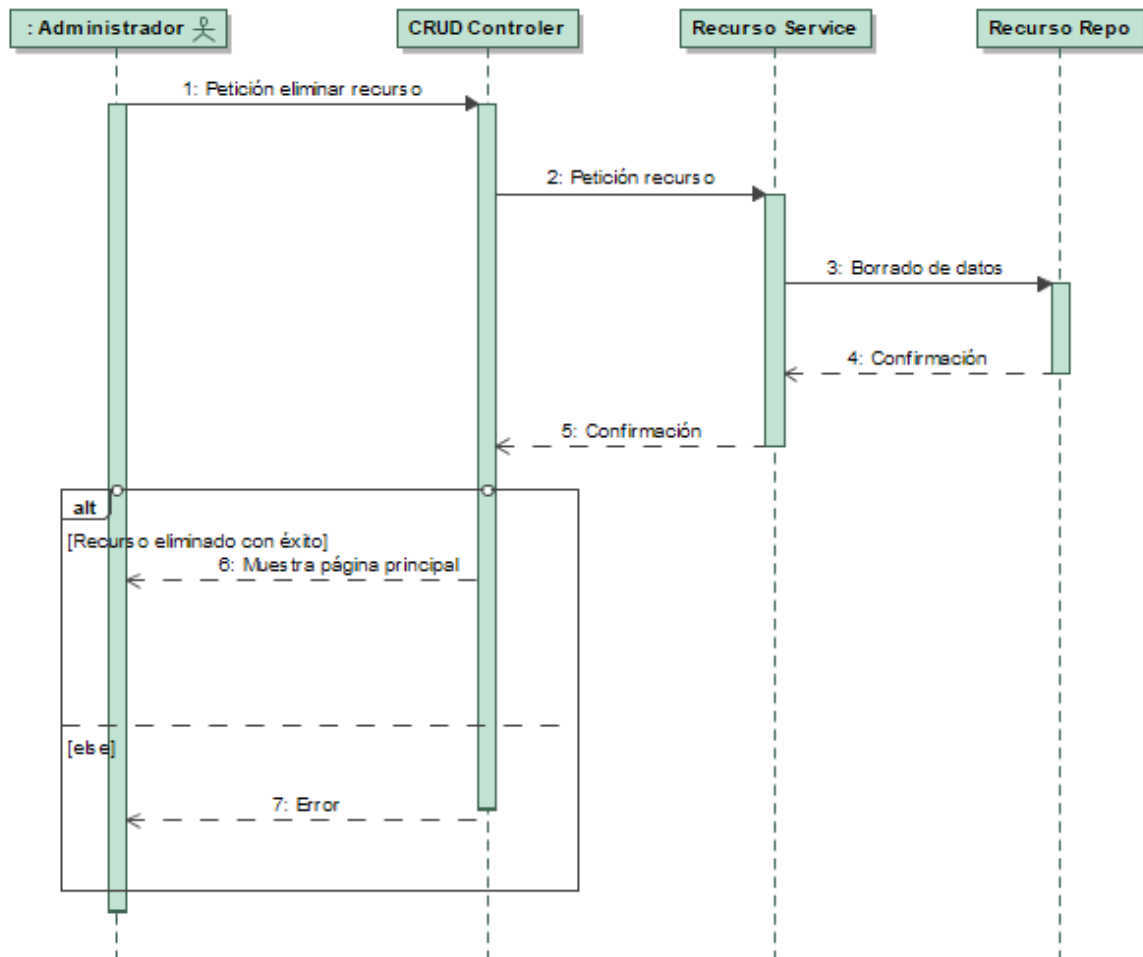 : Administrador
CRUD Controler
Recurso Service
Recurso Repo
1: Petición eliminar recurso
2: Petición recurso
3: Borrado de datos
4: Confirmación
5: Confirmación
alt
[Recurso eliminado con éxito]
6: Muestra página principal
[else]
7: Error